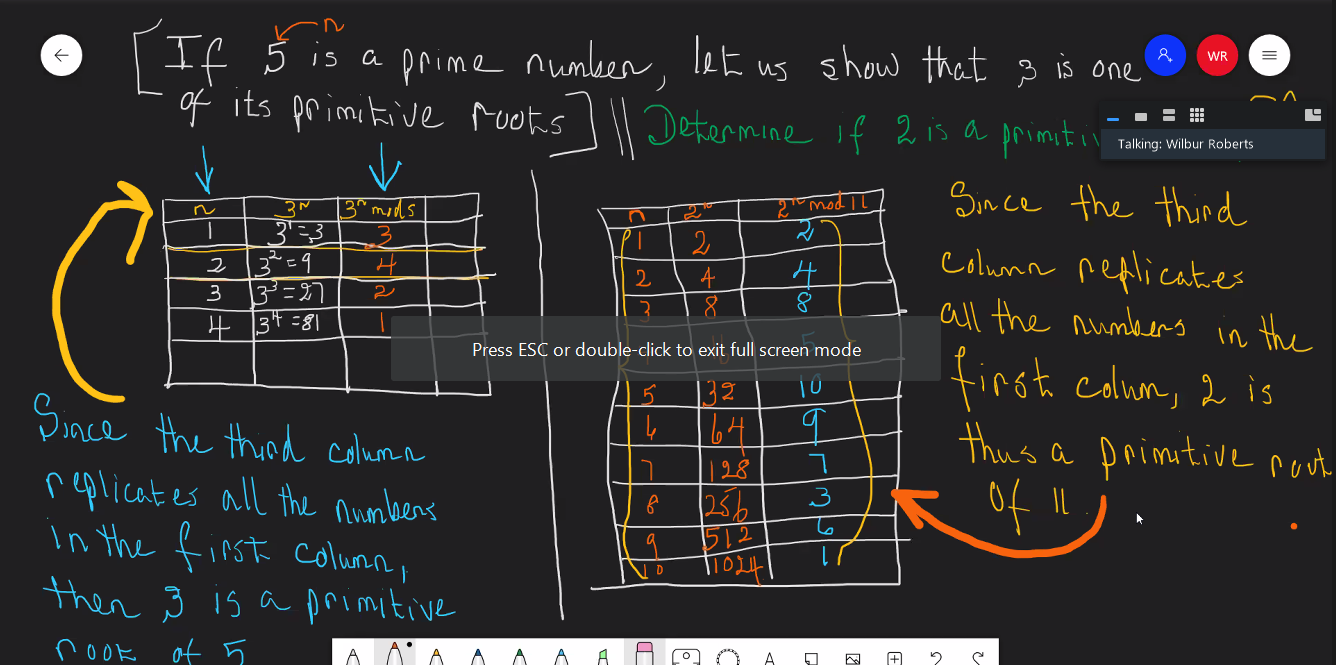 n
[If 5 is a prime number, let us show that 3 is one
of its primitive roots]
Determine if 2 is a
WR
Talking: Wilbur Roberts
n 3^n 3^n mod5
1 3^1=3 3
2 3^2=9 4
3 3^3=27 2
4 3^4=81 1
Since the third column
replicates all the numbers
in the first column,
then 3 is a primitive
root of 5
n 2^n 2^n mod 11
1 2 2
2 4 4
3 8 8
5
5 32 10
6 64 9
7 128 7
8 256 3
9 512 6
10 1024 1
Press ESC or double-click to exit full screen mode
Since the third
column replicates
all the numbers in the
first colum, 2 is
thus a primitive root
of 11.